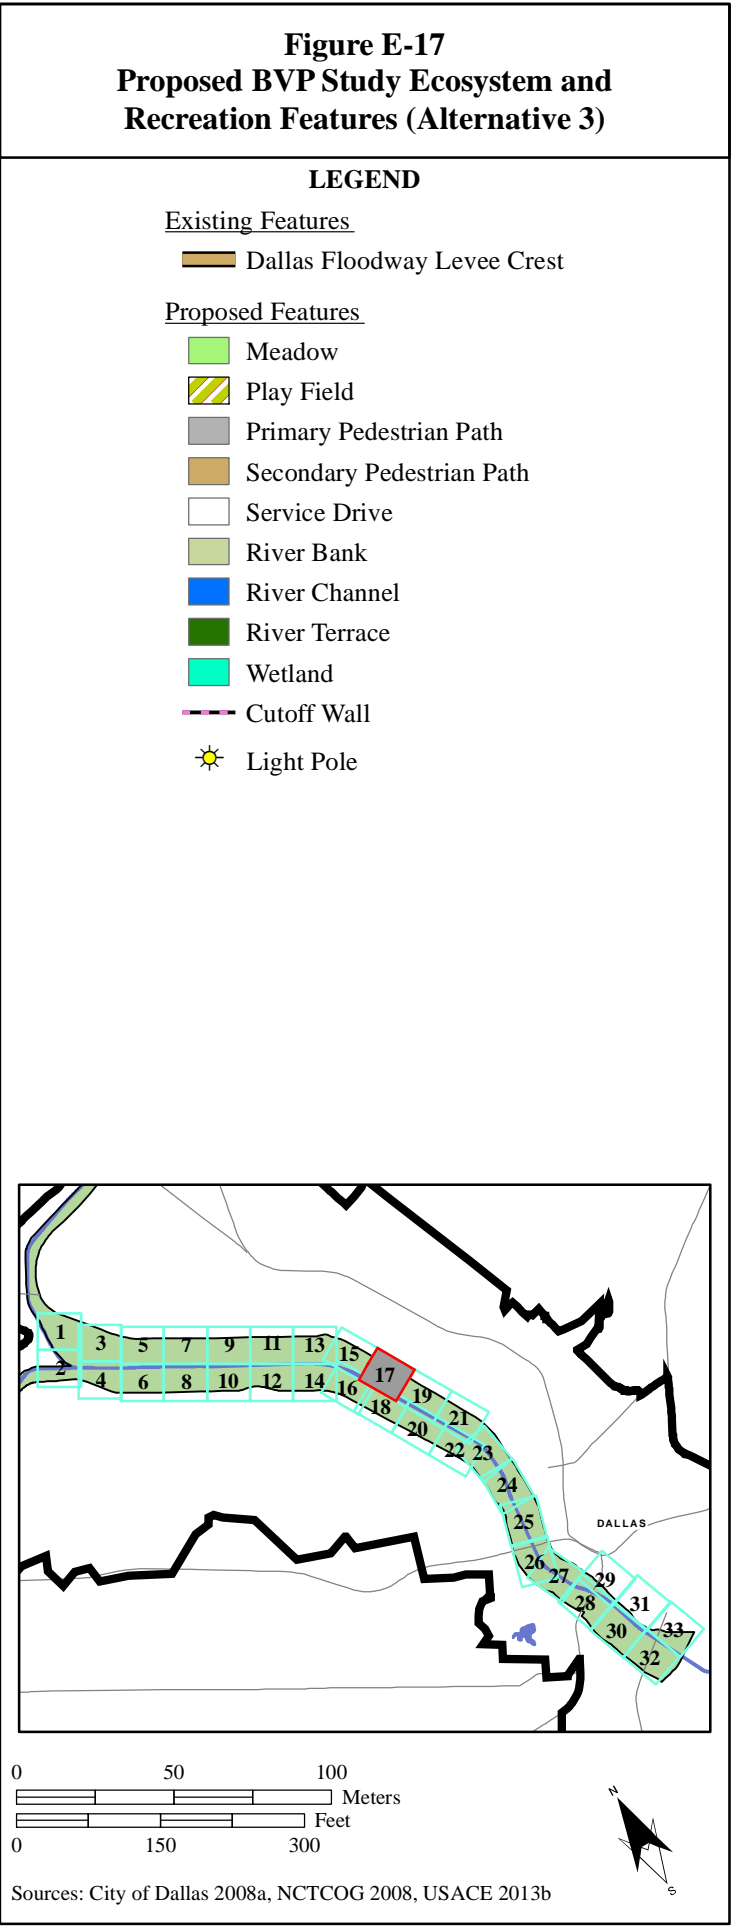 Figure E-17
Proposed BVP Study Ecosystem and
Recreation Features (Alternative 3)
LEGEND
Existing Features
Dallas Floodway Levee Crest
Proposed Features
Meadow
Play Field
Primary Pedestrian Path
Secondary Pedestrian Path
Service Drive
River Bank
River Channel
River Terrace
Wetland
Cutoff Wall
Light Pole
1
3
5
7
9
11
13
15
2
4
6
8
10
12
14
16
17
18
19
20
21
22
23
24
25
DALLAS
26
27
28
29
30
31
32
33
0 50 100
Meters
Feet
0 150 300
N
S
Sources: City of Dallas 2008a, NCTCOG 2008, USACE 2013b